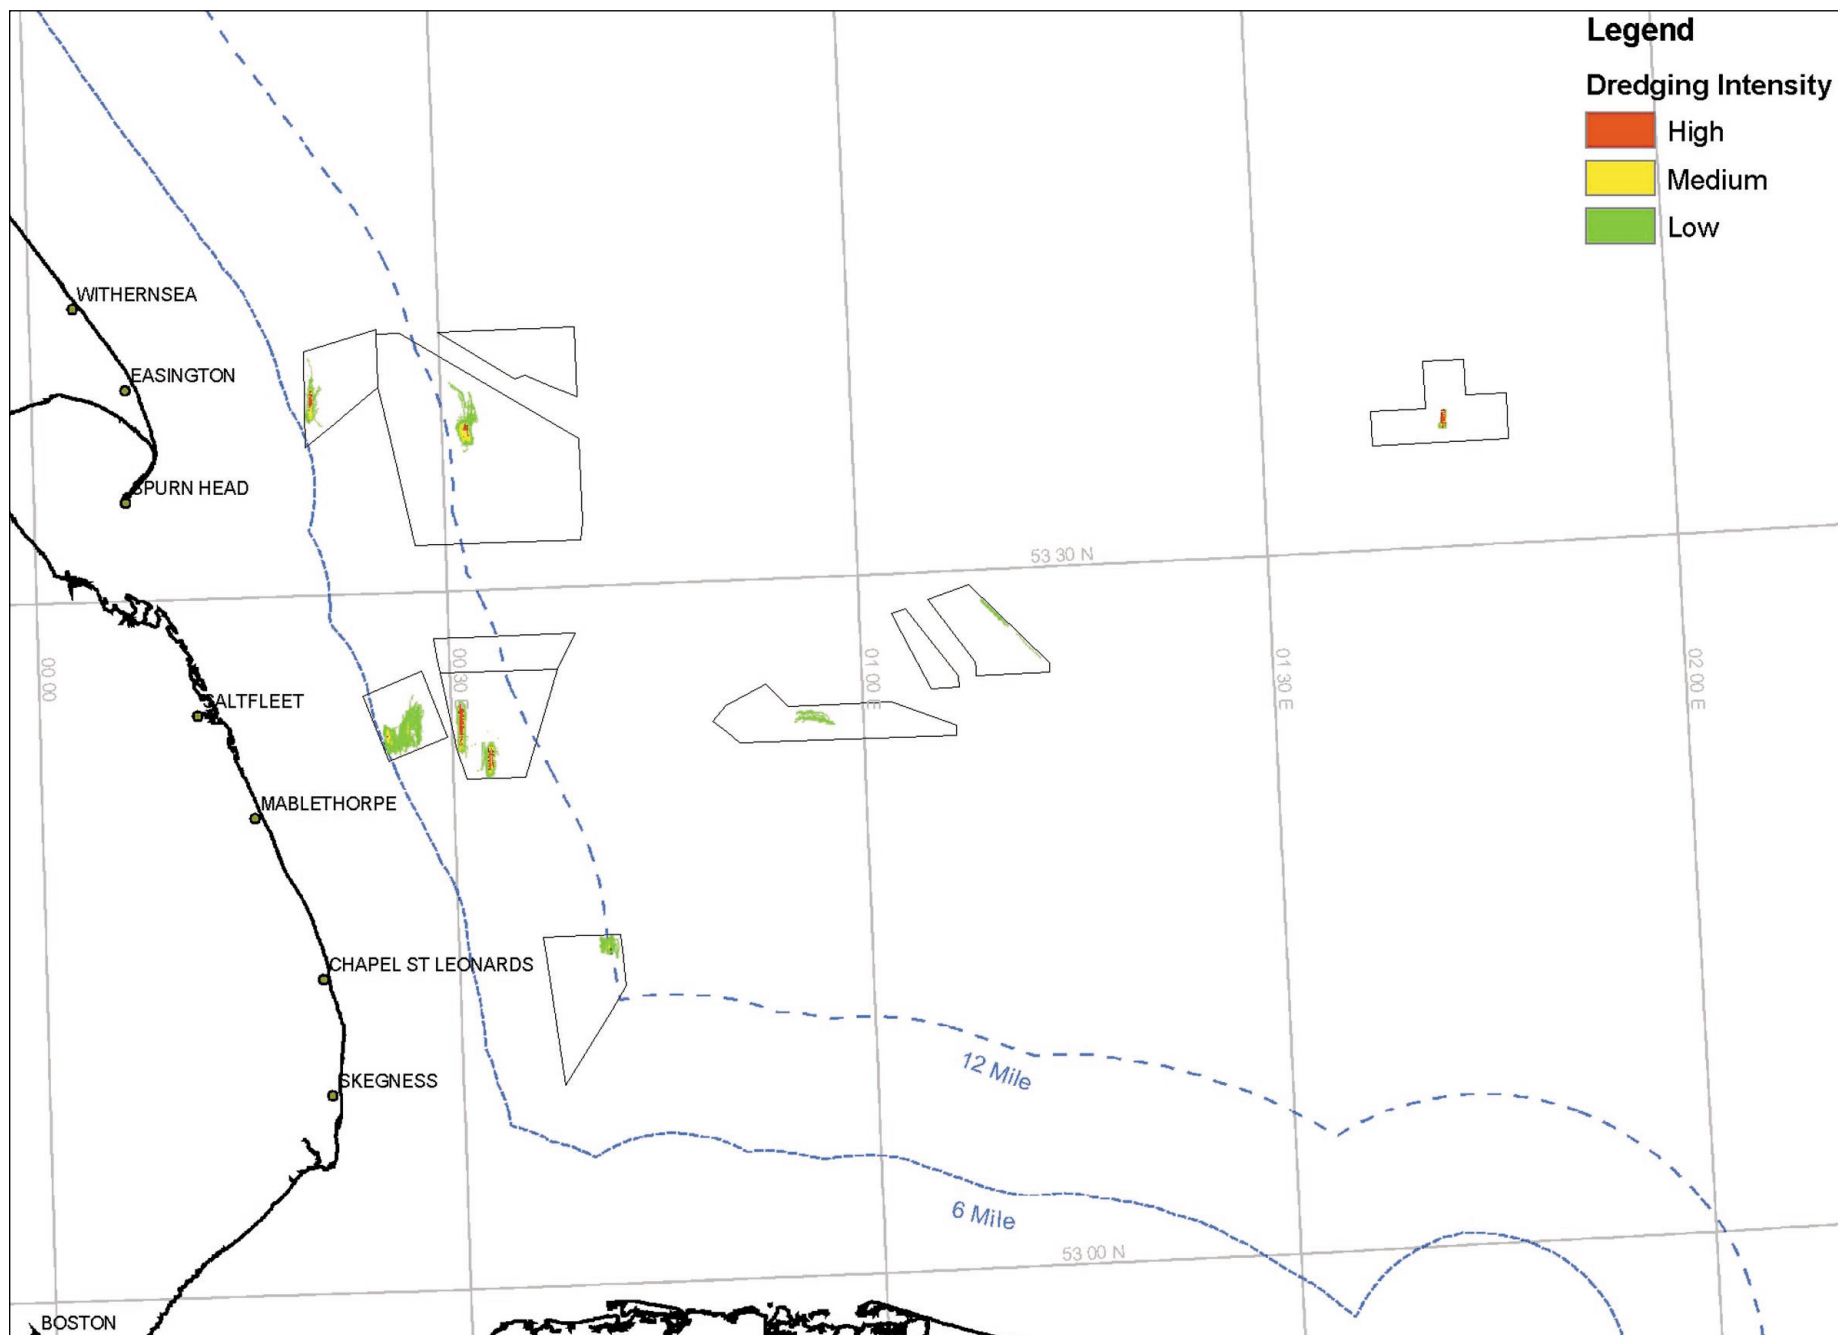 Legend
Dredging Intensity
High
Medium
Low
WITHERNSEA
EASINGTON
SPURN HEAD
53 30 N
00 00
00 30 E
01 00 E
01 30 E
02 00 E
SALTFLEET
MABLETHORPE
CHAPEL ST LEONARDS
12 Mile
SKEGNESS
6 Mile
53 00 N
BOSTON